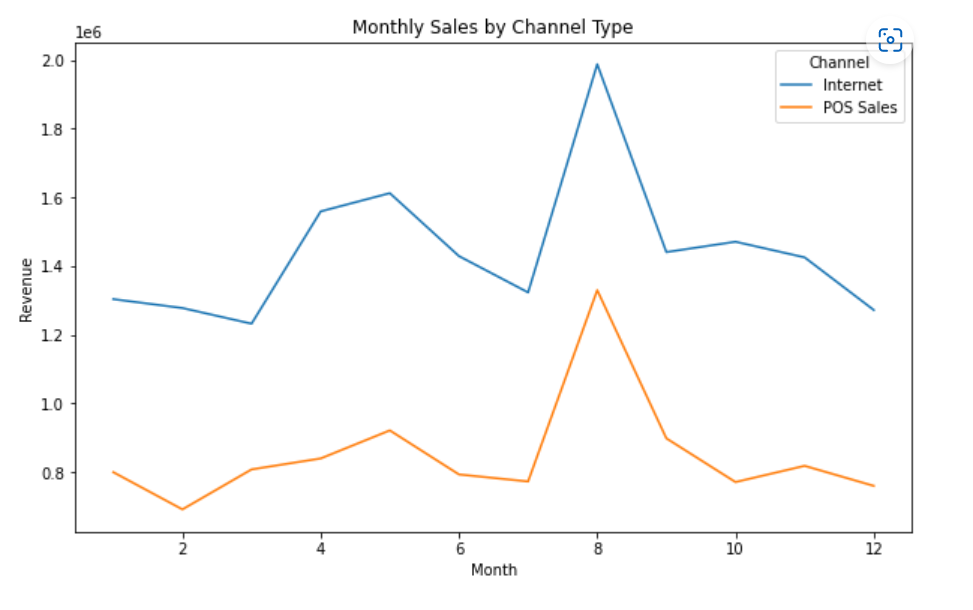 Monthly Sales by Channel Type
1e6
2.0
1.8
1.6
1.4
1.2
1.0
0.8
Revenue
Channel
Internet
POS Sales
2 4 6 8 10 12
Month